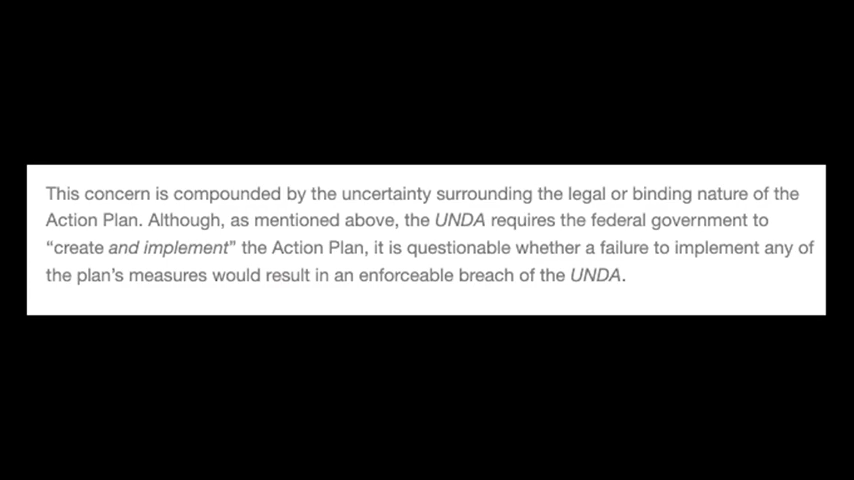 This concern is compounded by the uncertainty surrounding the legal or binding nature of the
Action Plan. Although, as mentioned above, the UNDA requires the federal government to
“create and implement” the Action Plan, it is questionable whether a failure to implement any of
the plan’s measures would result in an enforceable breach of the UNDA.